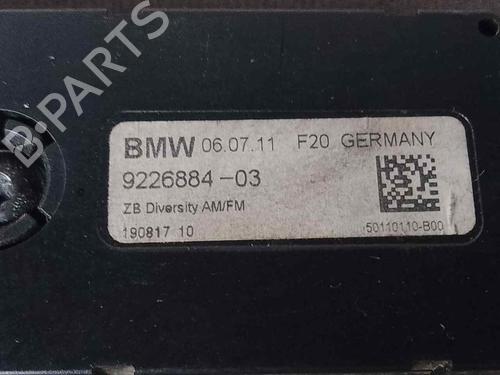 B-PARTS
BMW 06.07.11 F20 GERMANY
9226884-03
ZB Diversity AM/FM
190817 10
50110110-B00